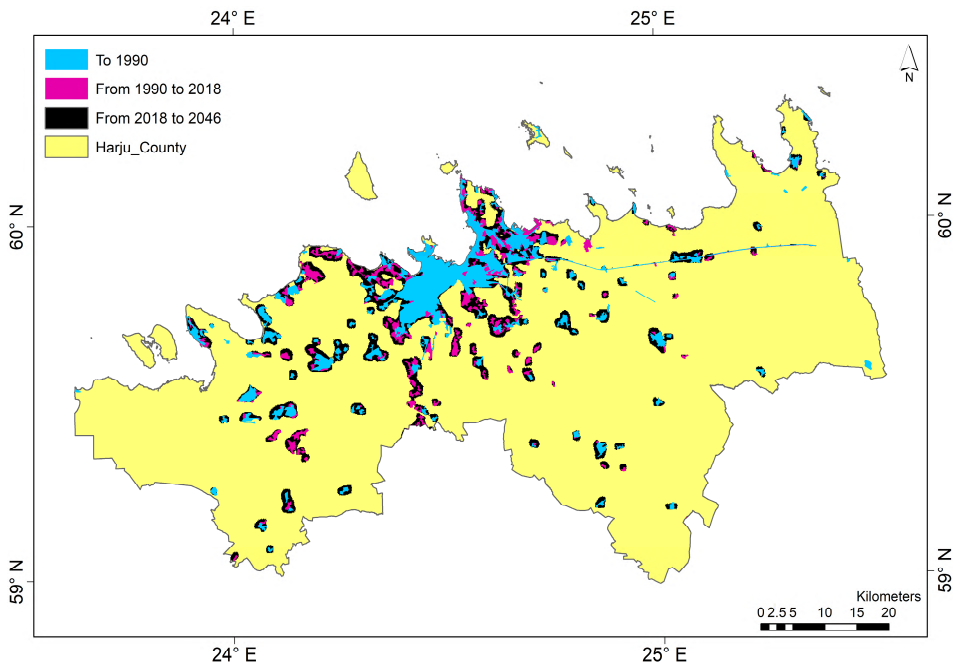 24° E 25° E
To 1990
From 1990 to 2018
From 2018 to 2046
Harju_County
N
60° N 60° N
59° N 59° N
Kilometers
0 2.5 5 10 15 20
24° E 25° E